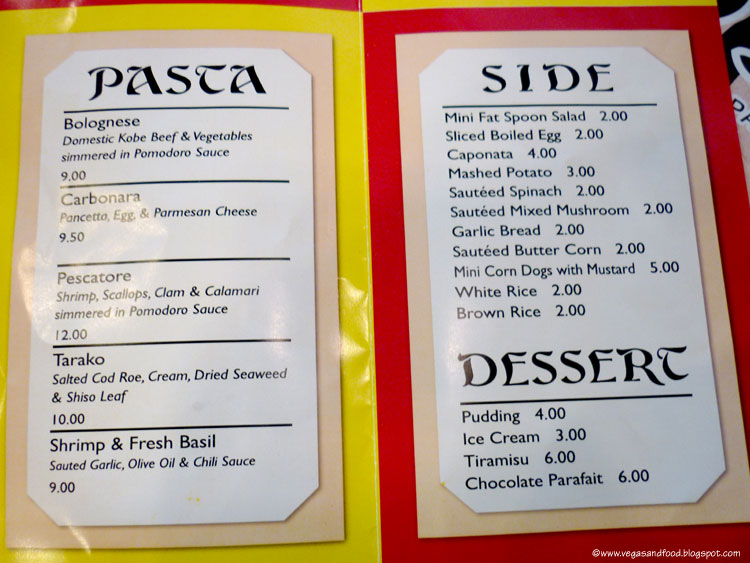 PASTA
Bolognese
Domestic Kobe Beef & Vegetables
simmered in Pomodoro Sauce
9.00
Carbonara
Pancetta, Egg, & Parmesan Cheese
9.50
Pescatore
Shrimp, Scallops, Clam & Calamari
simmered in Pomodoro Sauce
12.00
Tarako
Salted Cod Roe, Cream, Dried Seaweed
& Shiso Leaf
10.00
Shrimp & Fresh Basil
Sauted Garlic, Olive Oil & Chili Sauce
9.00
SIDE
Mini Fat Spoon Salad 2.00
Sliced Boiled Egg 2.00
Caponata 4.00
Mashed Potato 3.00
Sautéed Spinach 2.00
Sautéed Mixed Mushroom 2.00
Garlic Bread 2.00
Sautéed Butter Corn 2.00
Mini Corn Dogs with Mustard 5.00
White Rice 2.00
Brown Rice 2.00
DESSERT
Pudding 4.00
Ice Cream 3.00
Tiramisu 6.00
Chocolate Parafait 6.00
©www.vegasandfood.blogspot.com